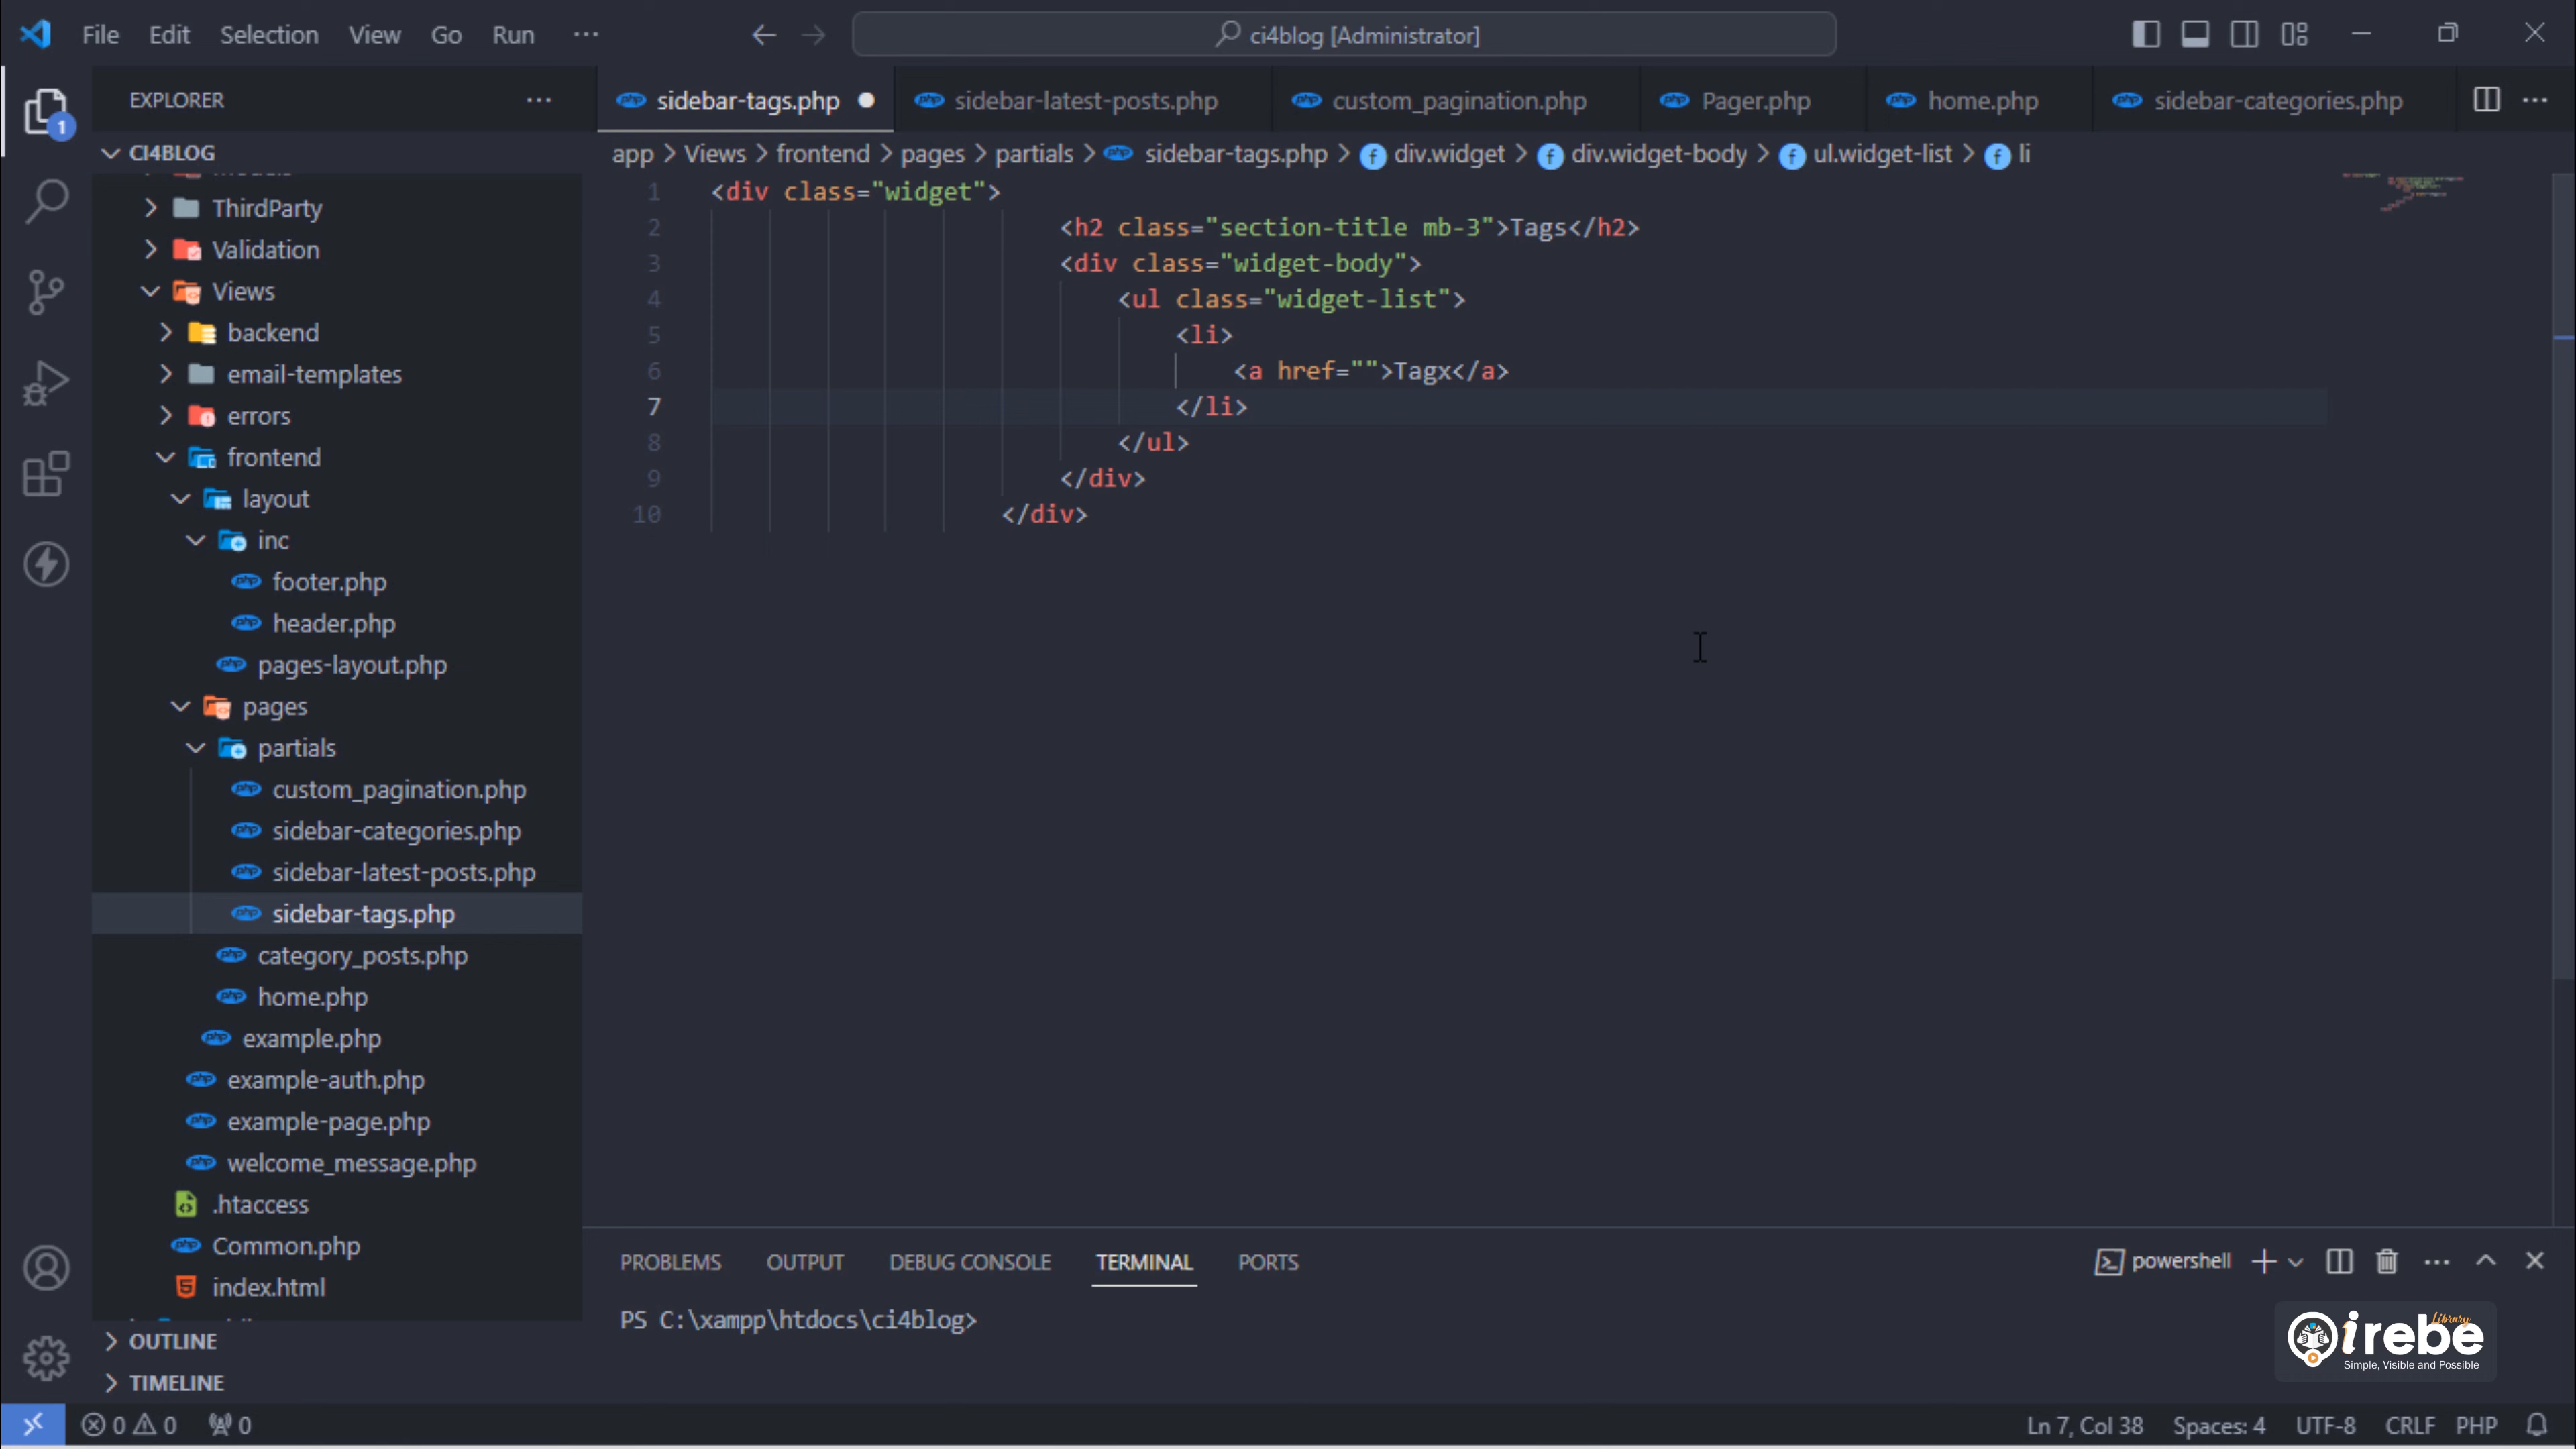 File Edit Selection View Go Run ··· ci4blog [Administrator]
EXPLORER ···
1
CI4BLOG
ThirdParty
Validation
Views
backend
email-templates
errors
frontend
layout
inc
footer.php
header.php
pages-layout.php
pages
partials
custom_pagination.php
sidebar-categories.php
sidebar-latest-posts.php
sidebar-tags.php
category_posts.php
home.php
example.php
example-auth.php
example-page.php
welcome_message.php
.htaccess
Common.php
index.html
OUTLINE
TIMELINE
sidebar-tags.php sidebar-latest-posts.php custom_pagination.php Pager.php home.php sidebar-categories.php
app > Views > frontend > pages > partials > sidebar-tags.php > div.widget > div.widget-body > ul.widget-list > li
1 <div class="widget">
2 <h2 class="section-title mb-3">Tags</h2>
3 <div class="widget-body">
4 <ul class="widget-list">
5 <li>
6 <a href="">Tagx</a>
7 </li>
8 </ul>
9 </div>
10 </div>
PROBLEMS OUTPUT DEBUG CONSOLE TERMINAL PORTS powershell
PS C:\xampp\htdocs\ci4blog>
irebe Library
Simple, Visible and Possible
0 0 0 Ln 7, Col 38 Spaces: 4 UTF-8 CRLF PHP